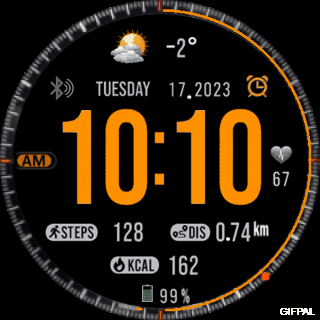 -2°
TUESDAY 17.2023
10:10
AM
67
STEPS 128 DIS 0.74 km
KCAL 162
99%
GIFPAL